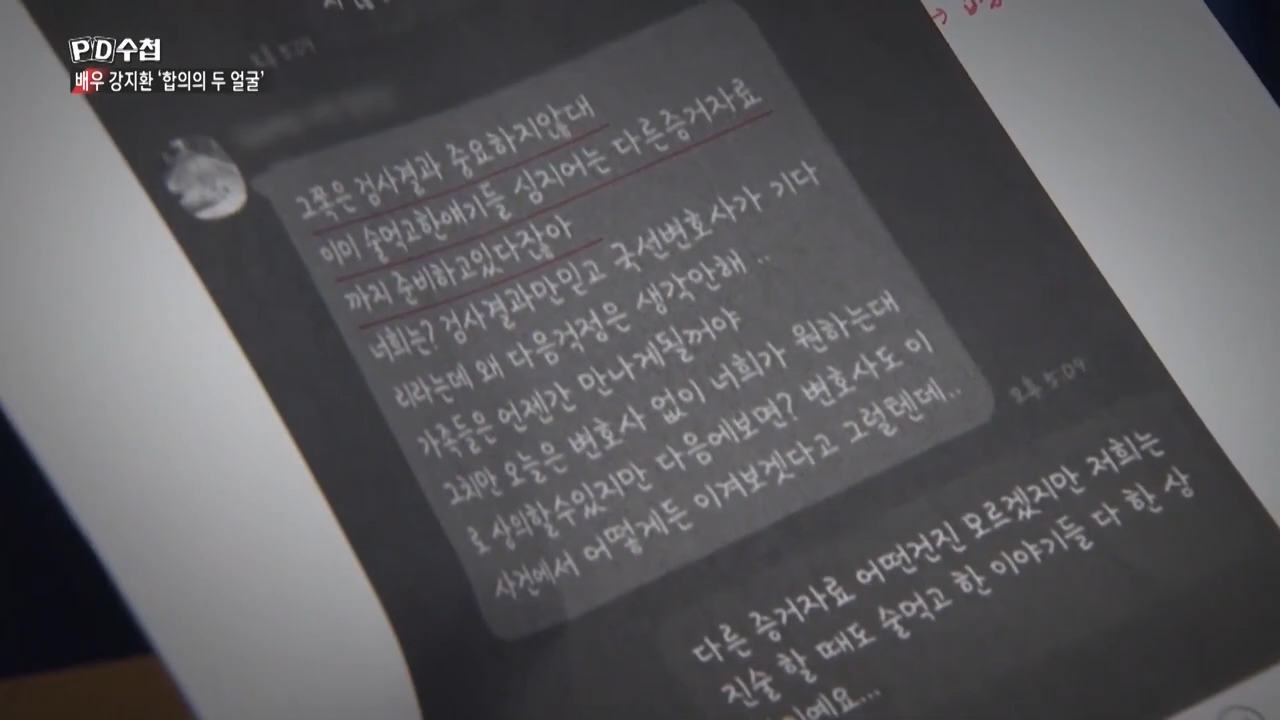 PD수첩
배우 강지환 '합의의 두 얼굴'
그쪽은 검사결과 중요하지않대
이미 술먹고한얘기들 심지어는 다른증거자료
까지 준비하고있다잖아
너희는? 검사결과만믿고 국선변호사가 기다
리라는데 왜 다음걱정은 생각안해 ..
가족들은 언젠간 만나게될꺼야
그치만 오늘은 변호사 없이 너희가 원하는대
로 상의할수있지만 다음에보면? 변호사도 이
사건에서 어떻게든 이겨보겟다고 그럴텐데..
오후 5:09
다른 증거자료 어떤건진 모르겠지만 저희는
진술 할 때도 술먹고 한 이야기들 다 한 상